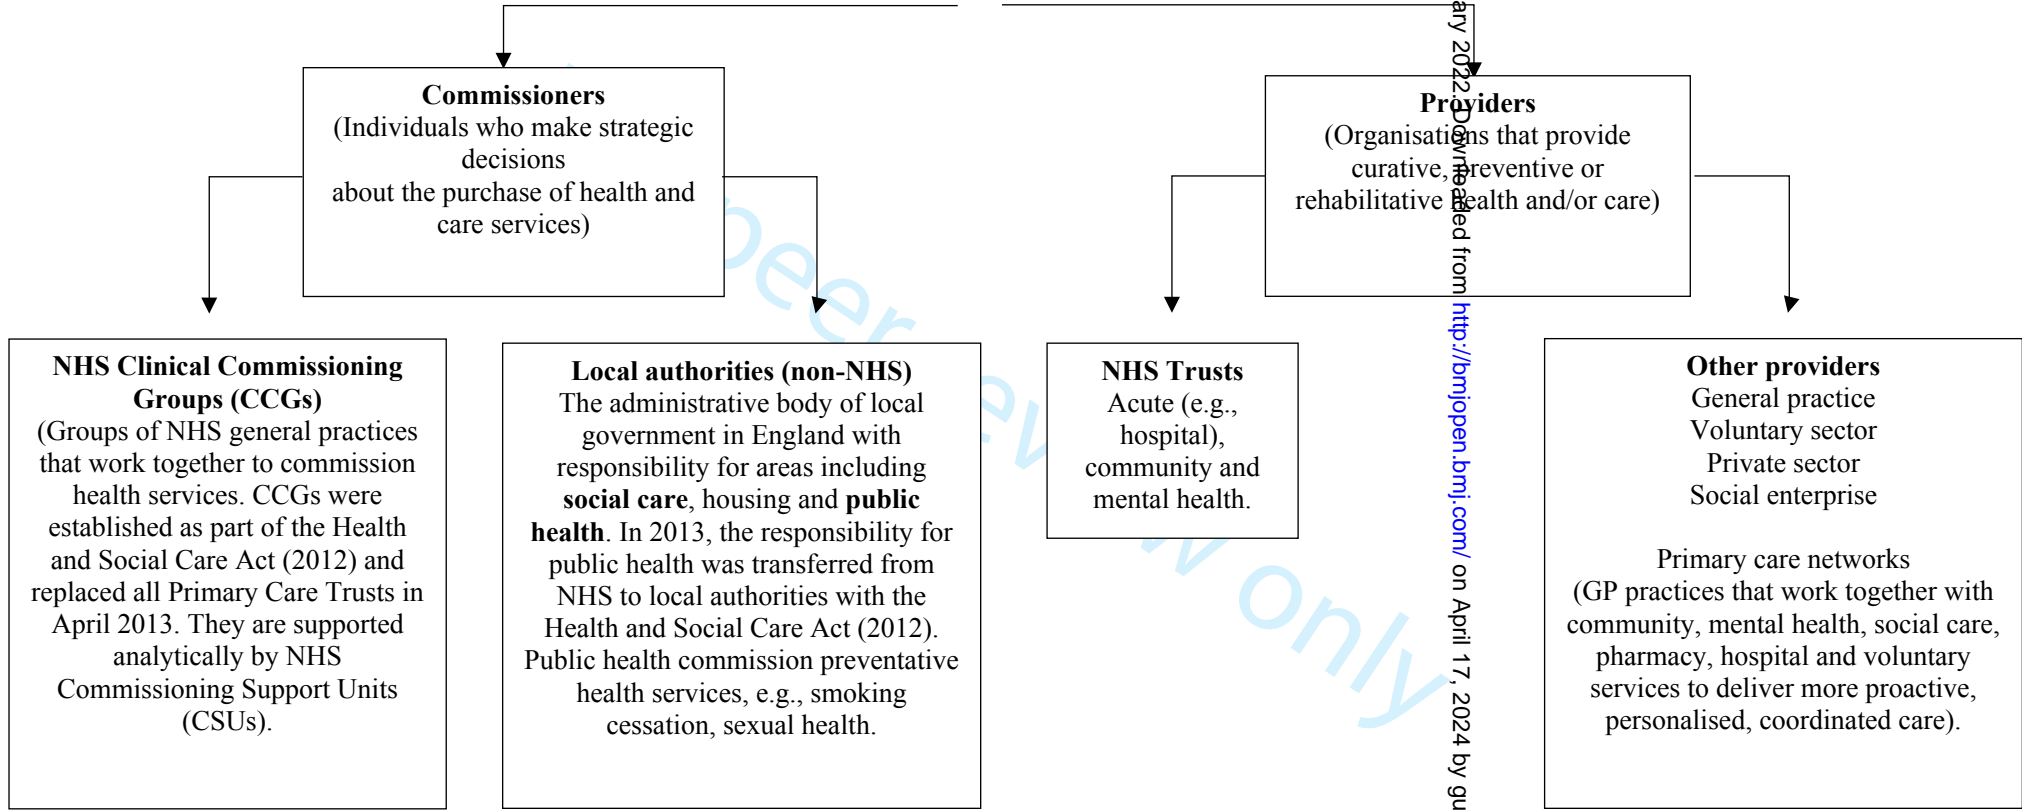 Commissioners
(Individuals who make strategic
decisions
about the purchase of health and
care services)
Providers
(Organisations that provide
curative, preventive or
rehabilitative health and/or care)
NHS Clinical Commissioning
Groups (CCGs)
(Groups of NHS general practices
that work together to commission
health services. CCGs were
established as part of the Health
and Social Care Act (2012) and
replaced all Primary Care Trusts in
April 2013. They are supported
analytically by NHS
Commissioning Support Units
(CSUs).
Local authorities (non-NHS)
The administrative body of local
government in England with
responsibility for areas including
social care, housing and public
health. In 2013, the responsibility for
public health was transferred from
NHS to local authorities with the
Health and Social Care Act (2012).
Public health commission preventative
health services, e.g., smoking
cessation, sexual health.
NHS Trusts
Acute (e.g.,
hospital),
community and
mental health.
Other providers
General practice
Voluntary sector
Private sector
Social enterprise
Primary care networks
(GP practices that work together with
community, mental health, social care,
pharmacy, hospital and voluntary
services to deliver more proactive,
personalised, coordinated care).
2022. Downloaded from http://bmjopen.bmj.com/ on April 17, 2024 by
peer only